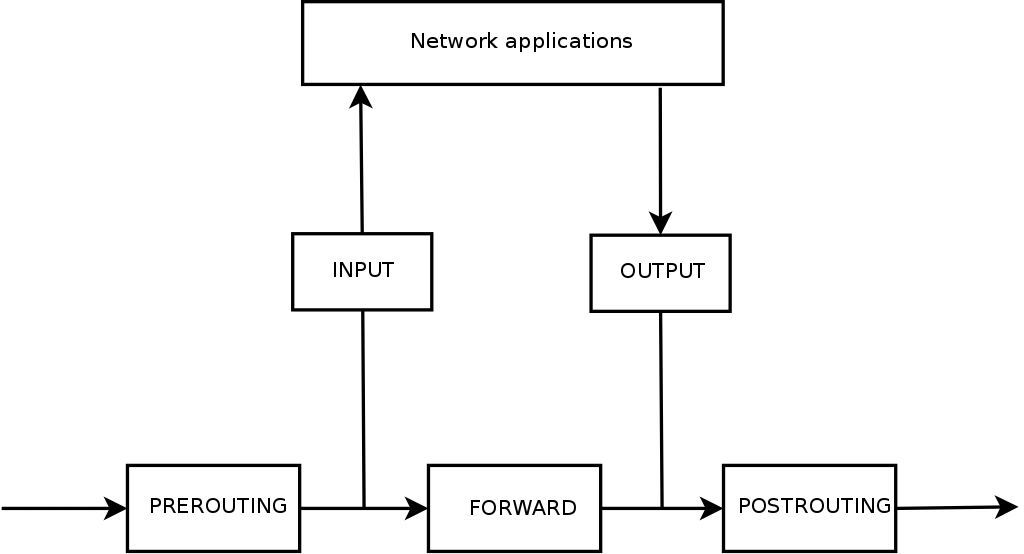 Network applications
INPUT
OUTPUT
PREROUTING
FORWARD
POSTROUTING